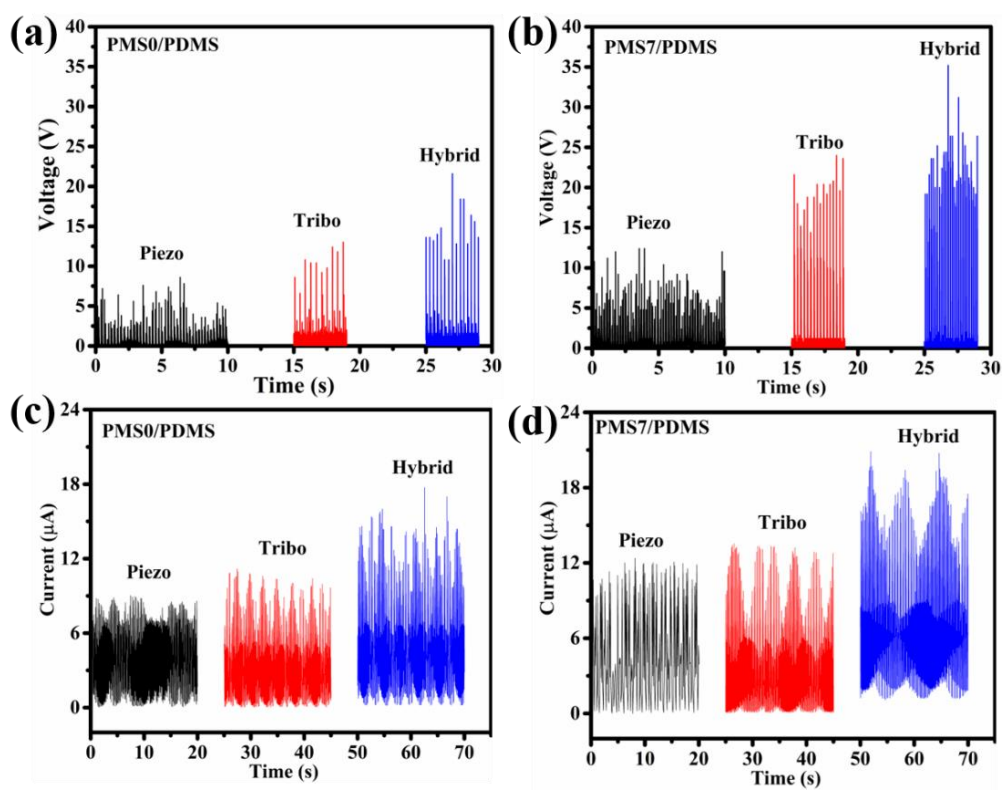 (a)
PMS0/PDMS
Piezo
Tribo
Hybrid
Voltage (V)
40
35
30
25
20
15
10
5
0
0 5 10 15 20 25 30
Time (s)
(b)
PMS7/PDMS
Piezo
Tribo
Hybrid
Voltage (V)
40
35
30
25
20
15
10
5
0
0 5 10 15 20 25 30
Time (s)
(c)
PMS0/PDMS
Piezo
Tribo
Hybrid
Current (μA)
24
18
12
6
0
0 10 20 30 40 50 60 70
Time (s)
(d)
PMS7/PDMS
Piezo
Tribo
Hybrid
Current (μA)
24
18
12
6
0
0 10 20 30 40 50 60 70
Time (s)